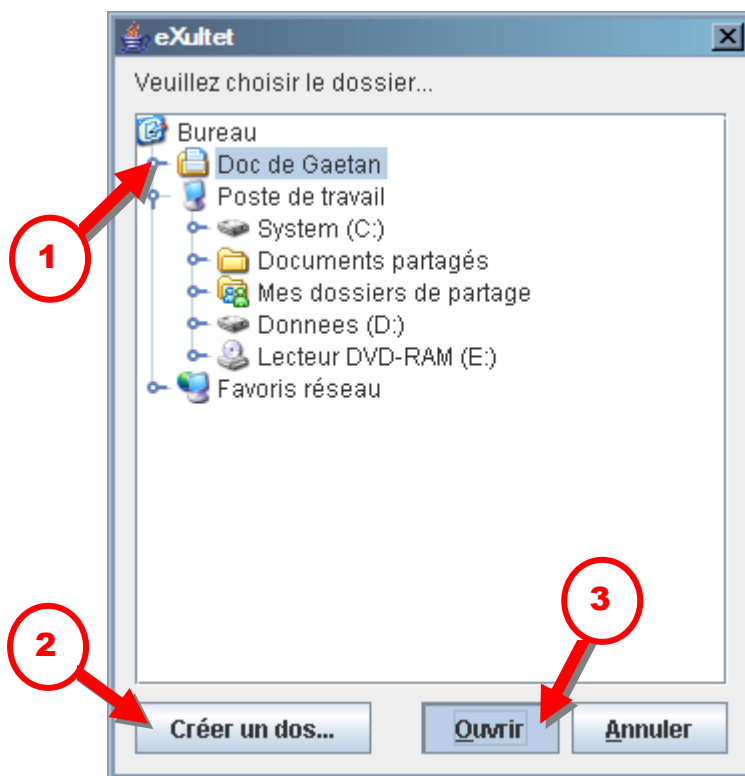 eXultet
Veuillez choisir le dossier...
Bureau
Doc de Gaetan
Poste de travail
System (C:)
1
Documents partagés
Mes dossiers de partage
Donnees (D:)
Lecteur DVD-RAM (E:)
Favoris réseau
3
2
Créer un dos... Ouvrir Annuler